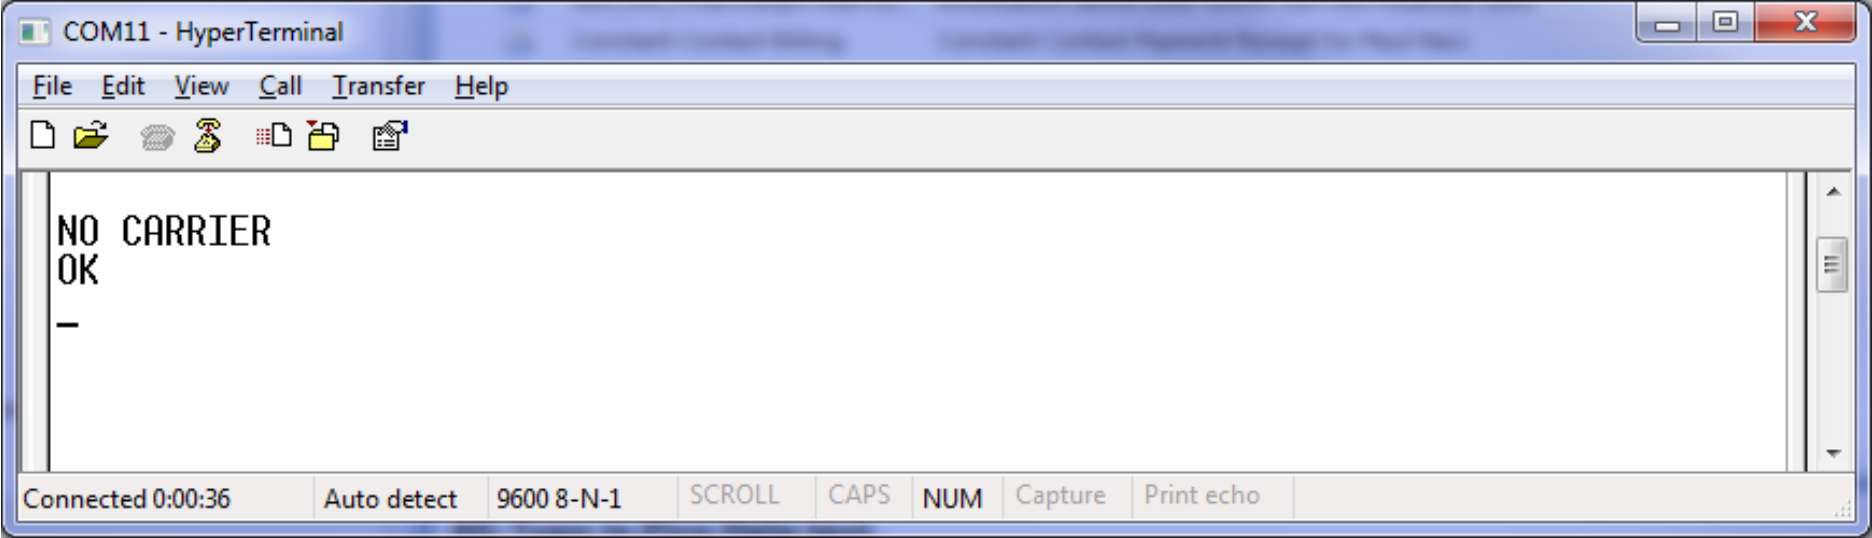 COM11 - HyperTerminal
File Edit View Call Transfer Help
NO CARRIER
OK
_
Connected 0:00:36 Auto detect 9600 8-N-1 SCROLL CAPS NUM Capture Print echo